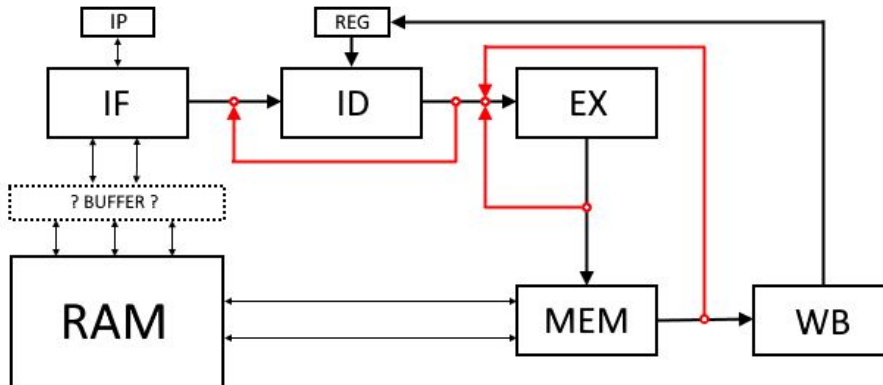 IP
REG
IF
ID
EX
? BUFFER ?
RAM
MEM
WB